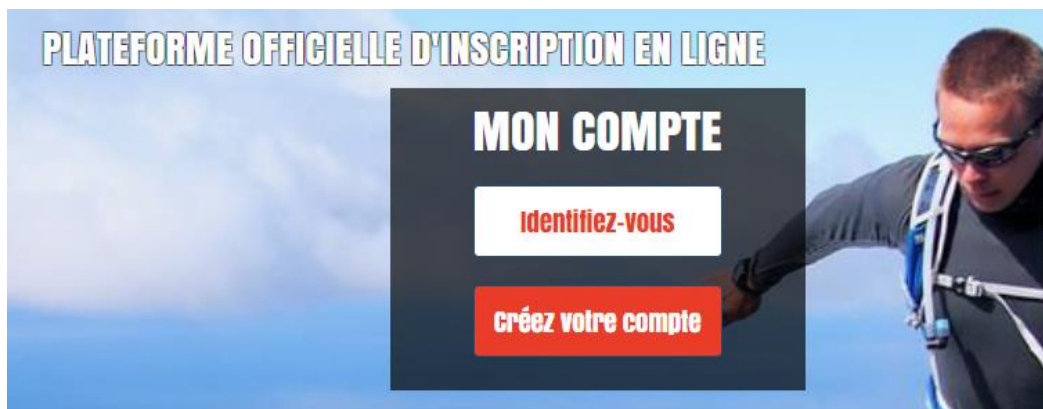 PLATEFORME OFFICIELLE D'INSCRIPTION EN LIGNE
MON COMPTE
Identifiez-vous
Créez votre compte